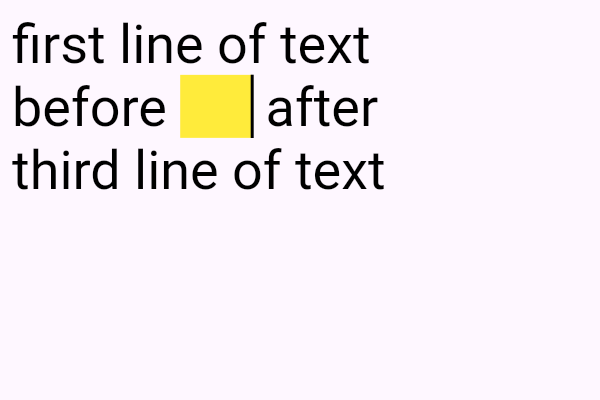 first line of text
before after
third line of text